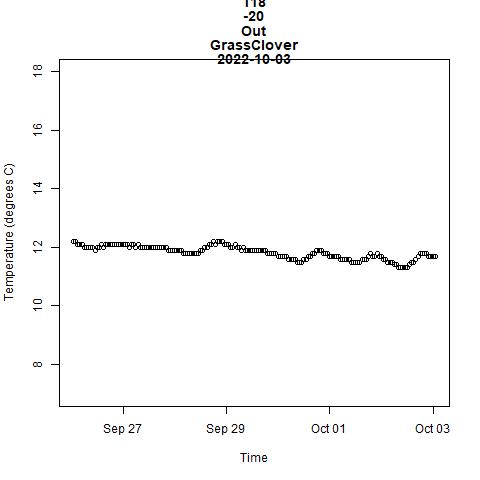 T18
-20
Out
GrassClover
2022-10-03
Temperature (degrees C)
18
16
14
12
10
8
Sep 27
Sep 29
Oct 01
Oct 03
Time